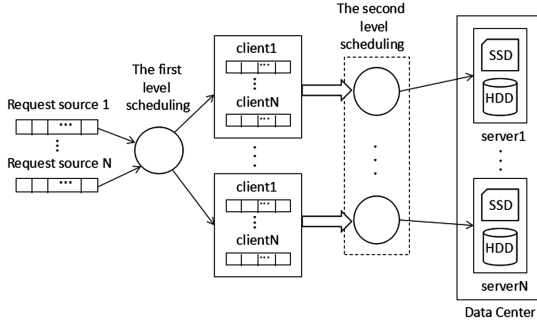 The second
level
scheduling
The first
level
scheduling
Request source 1
...
Request source N
...
client1
...
clientN
...
client1
...
clientN
...
SSD
HDD
server1
SSD
HDD
serverN
Data Center